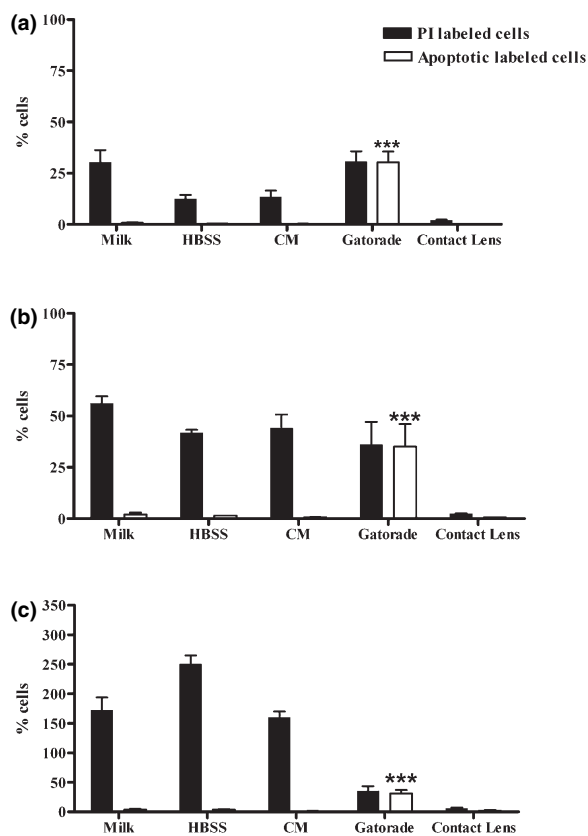 (a)
PI labeled cells
Apoptotic labeled cells
% cells
100
75
50
25
0
***
Milk HBSS CM Gatorade Contact Lens
(b)
% cells
100
75
50
25
0
***
Milk HBSS CM Gatorade Contact Lens
(c)
% cells
350
300
250
200
150
100
50
0
***
Milk HBSS CM Gatorade Contact Lens